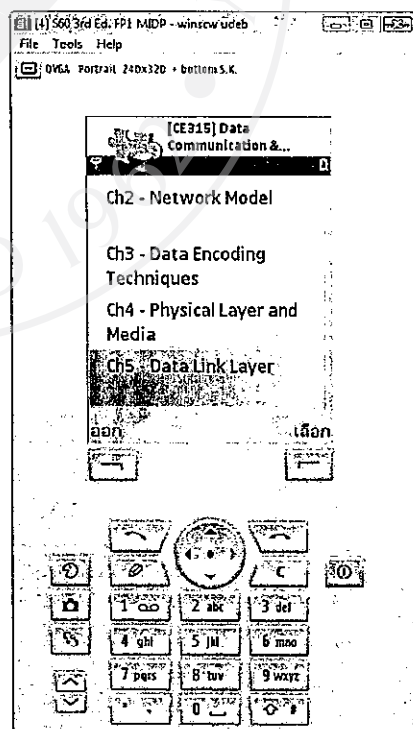 [4] S60 3rd Ed. FP1 MIDP - winscw udeb
File Tools Help
QVGA Portrait 240x320 + bottom S.K.
[CE315] Data
Communication &...
Ch2 - Network Model
Ch3 - Data Encoding
Techniques
Ch4 - Physical Layer and
Media
Ch5 - Data Link Layer
ออก เลือก
C
1 2 abc 3 def
4 ghi 5 jkl 6 mno
7 pqrs 8 tuv 9 wxyz
0 #
1962